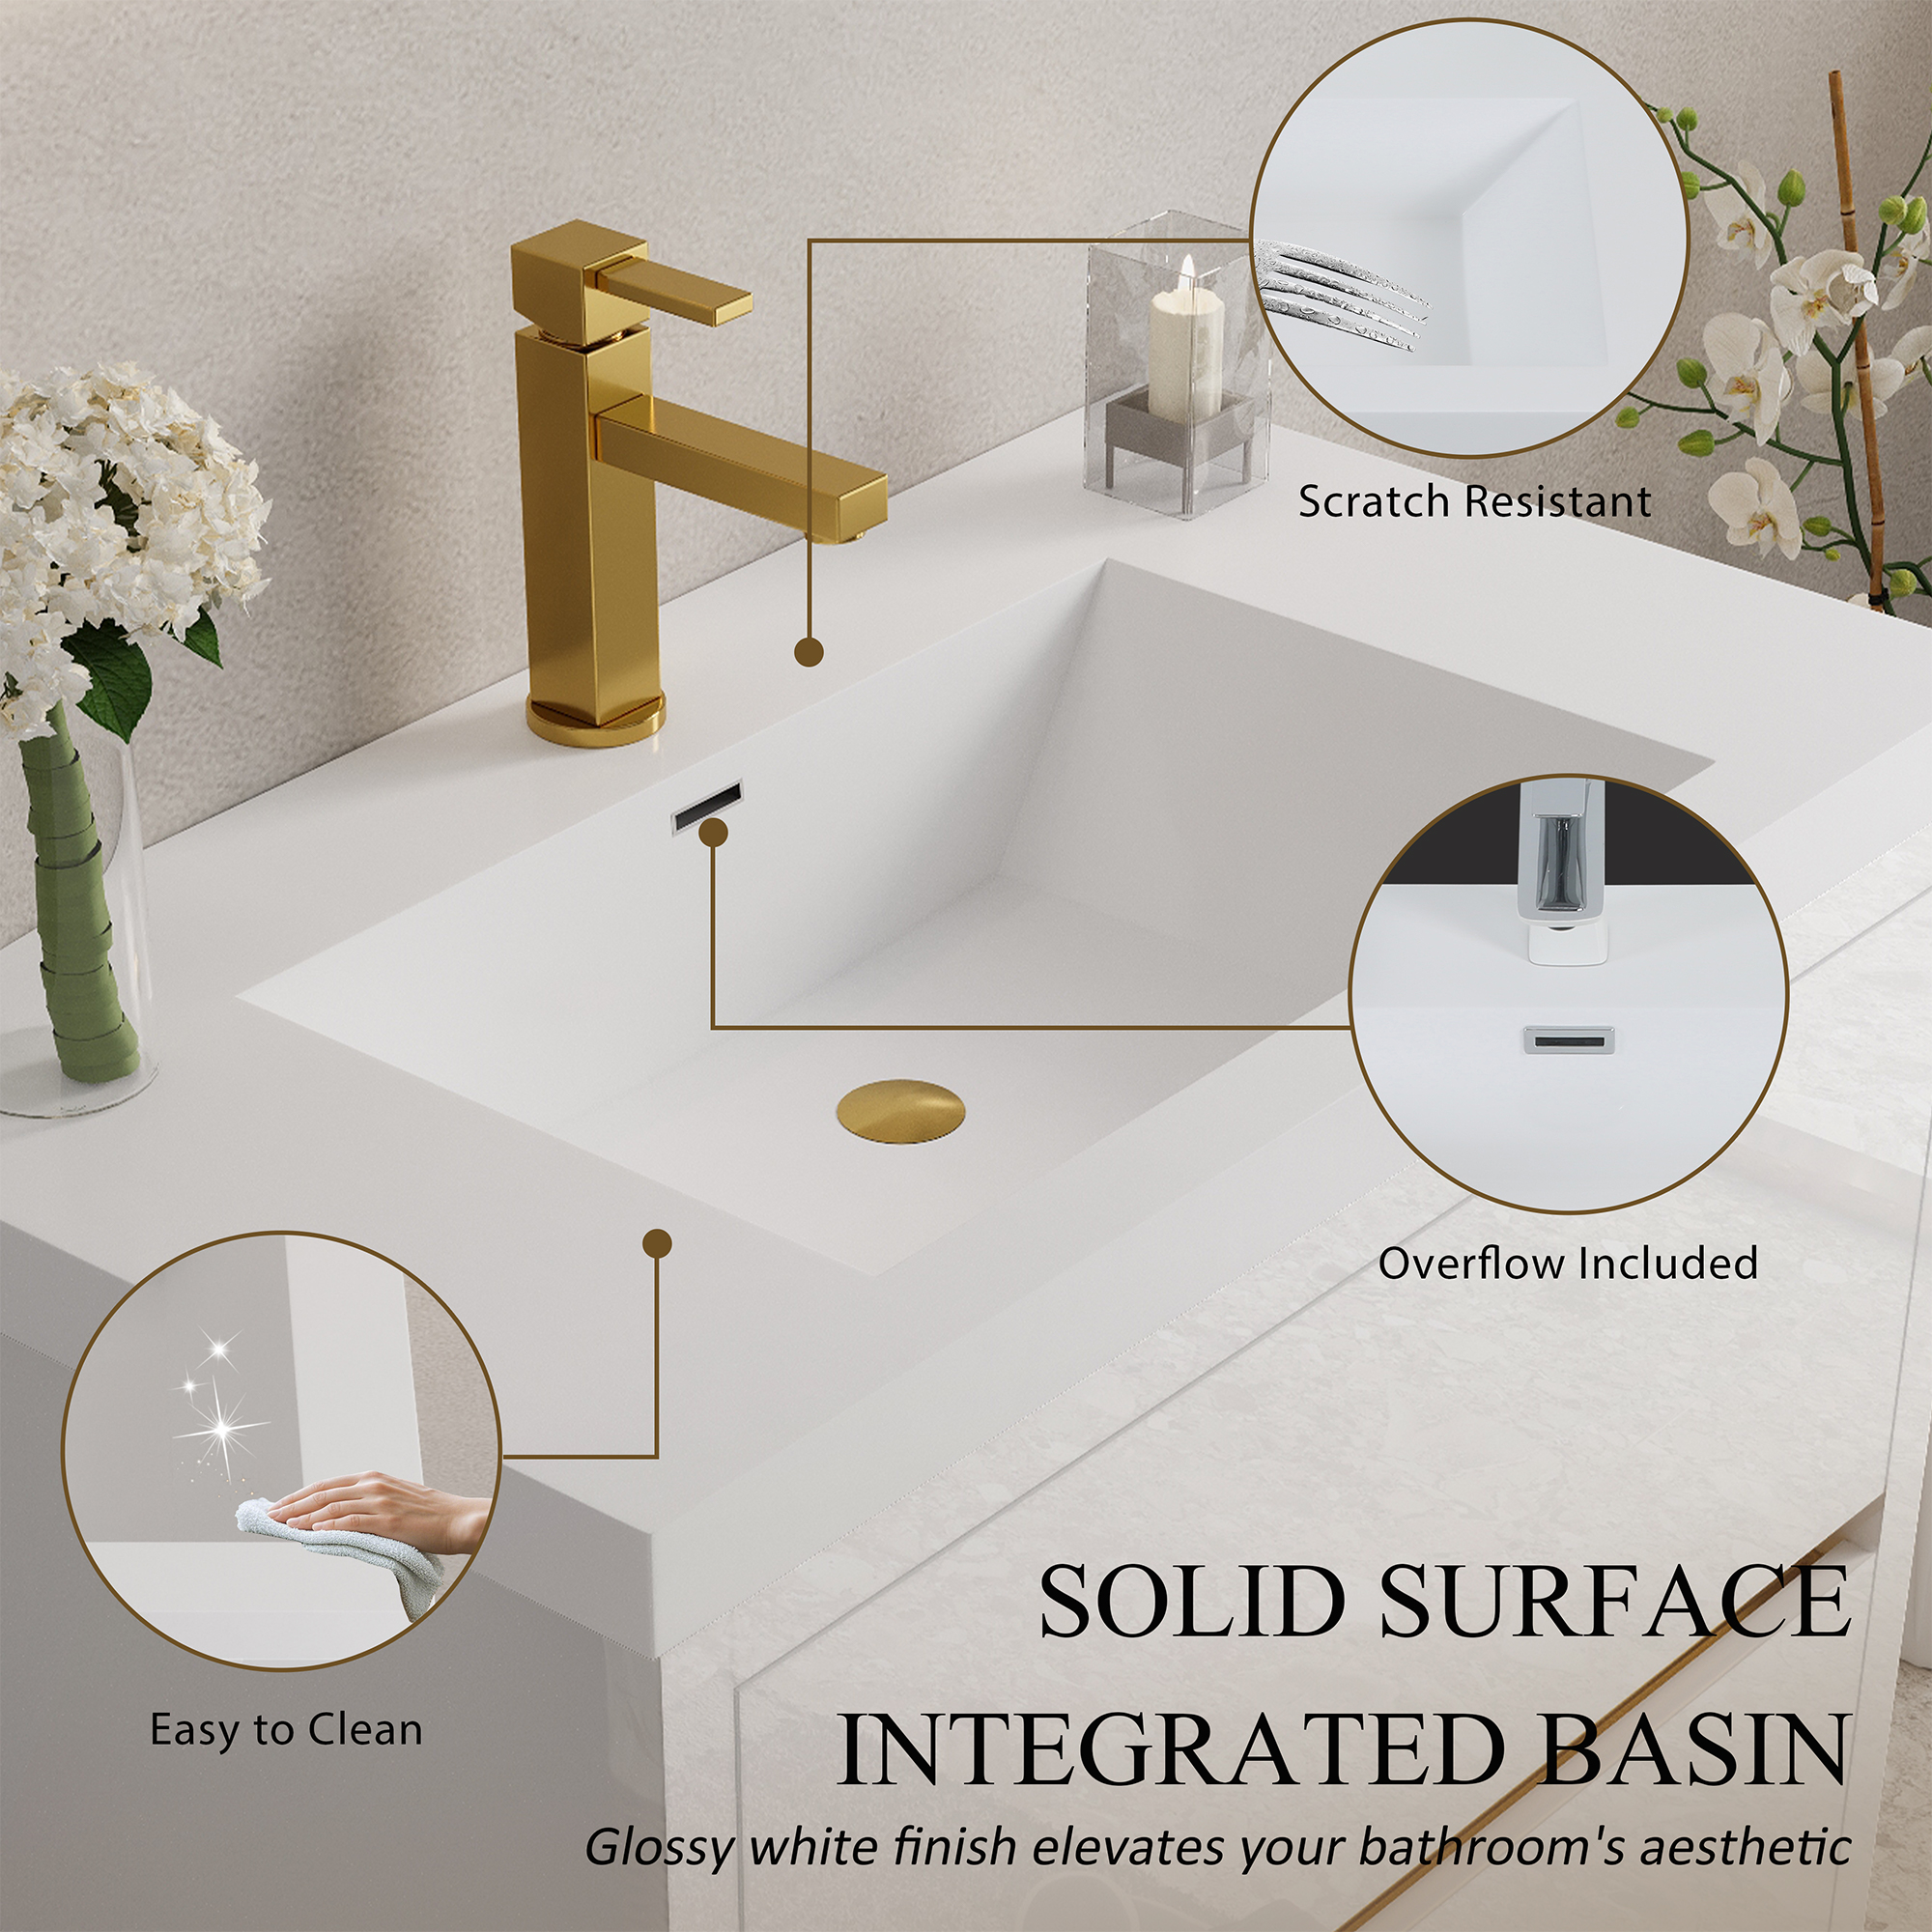 Scratch Resistant
Overflow Included
Easy to Clean
SOLID SURFACE
INTEGRATED BASIN
Glossy white finish elevates your bathroom's aesthetic